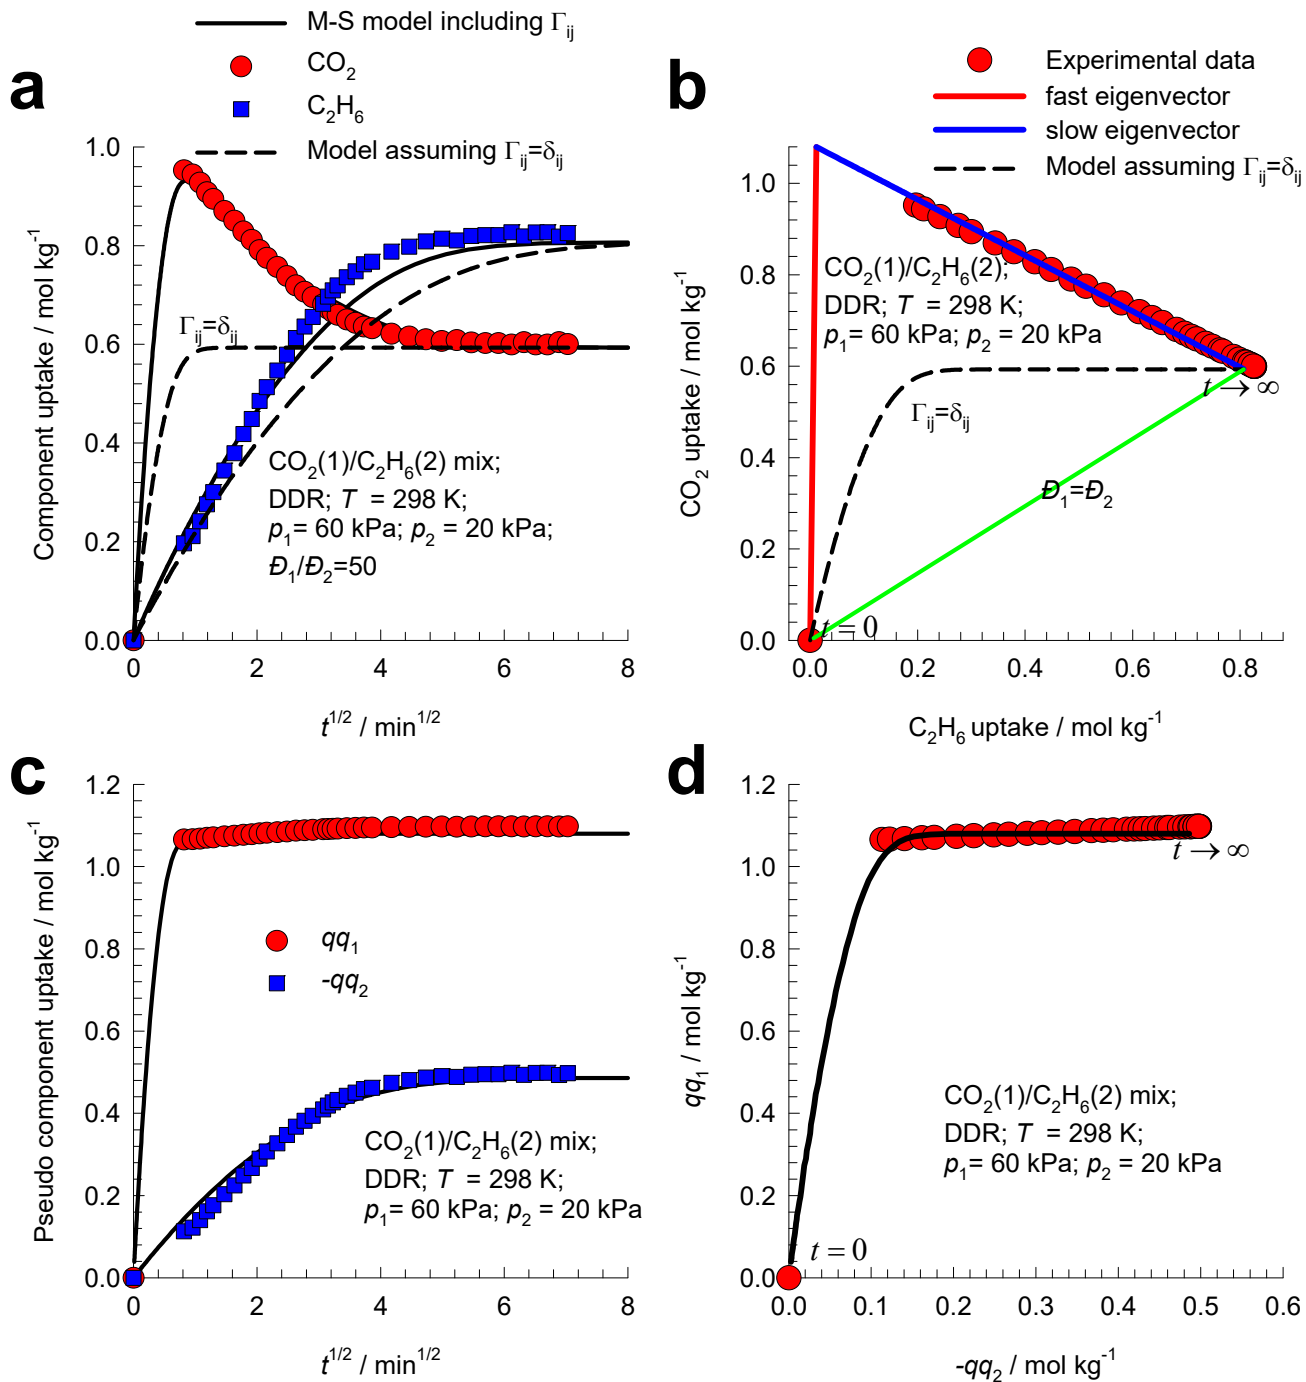 M-S model including Γij
CO2
C2H6
Model assuming Γij=δij
a
Component uptake / mol kg-1
1.0
0.8
0.6
0.4
0.2
0.0
Γij=δij
CO2(1)/C2H6(2) mix;
DDR; T = 298 K;
p1= 60 kPa; p2 = 20 kPa;
Đ1/Đ2=50
0 2 4 6 8
t1/2 / min1/2
b
Experimental data
fast eigenvector
slow eigenvector
Model assuming Γij=δij
CO2 uptake / mol kg-1
1.0
0.8
0.6
0.4
0.2
0.0
CO2(1)/C2H6(2);
DDR; T = 298 K;
p1= 60 kPa; p2 = 20 kPa
t → ∞
Γij=δij
Đ1=Đ2
t = 0
0.0 0.2 0.4 0.6 0.8
C2H6 uptake / mol kg-1
c
Pseudo component uptake / mol kg-1
1.2
1.0
0.8
0.6
0.4
0.2
0.0
qq1
-qq2
CO2(1)/C2H6(2) mix;
DDR; T = 298 K;
p1= 60 kPa; p2 = 20 kPa
0 2 4 6 8
t1/2 / min1/2
d
qq1 / mol kg-1
1.2
1.0
0.8
0.6
0.4
0.2
0.0
t → ∞
CO2(1)/C2H6(2) mix;
DDR; T = 298 K;
p1= 60 kPa; p2 = 20 kPa
t = 0
0.0 0.1 0.2 0.3 0.4 0.5 0.6
-qq2 / mol kg-1